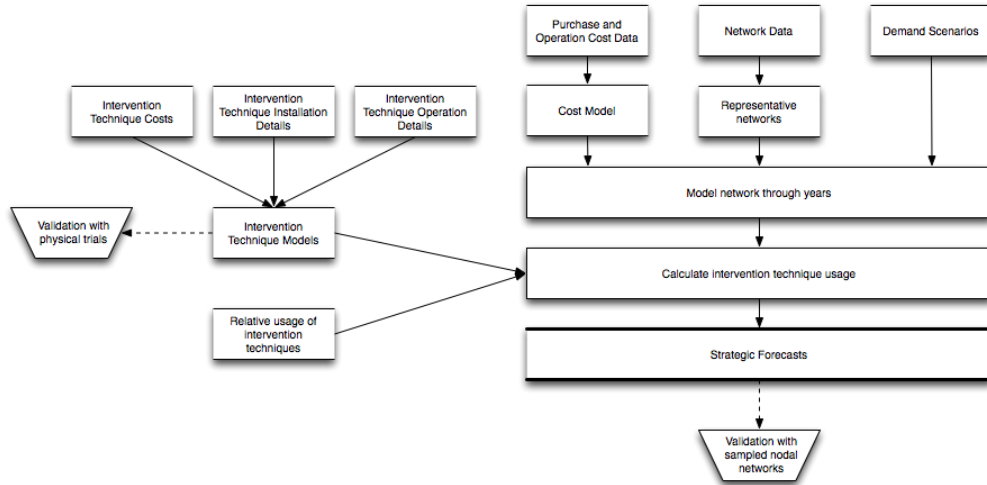 Purchase and
Operation Cost Data
Network Data
Demand Scenarios
Intervention
Technique Costs
Intervention
Technique Installation
Details
Intervention
Technique Operation
Details
Cost Model
Representative
networks
Model network through years
Validation with
physical trials
Intervention
Technique Models
Calculate intervention technique usage
Relative usage of
intervention
techniques
Strategic Forecasts
Validation with
sampled nodal
networks